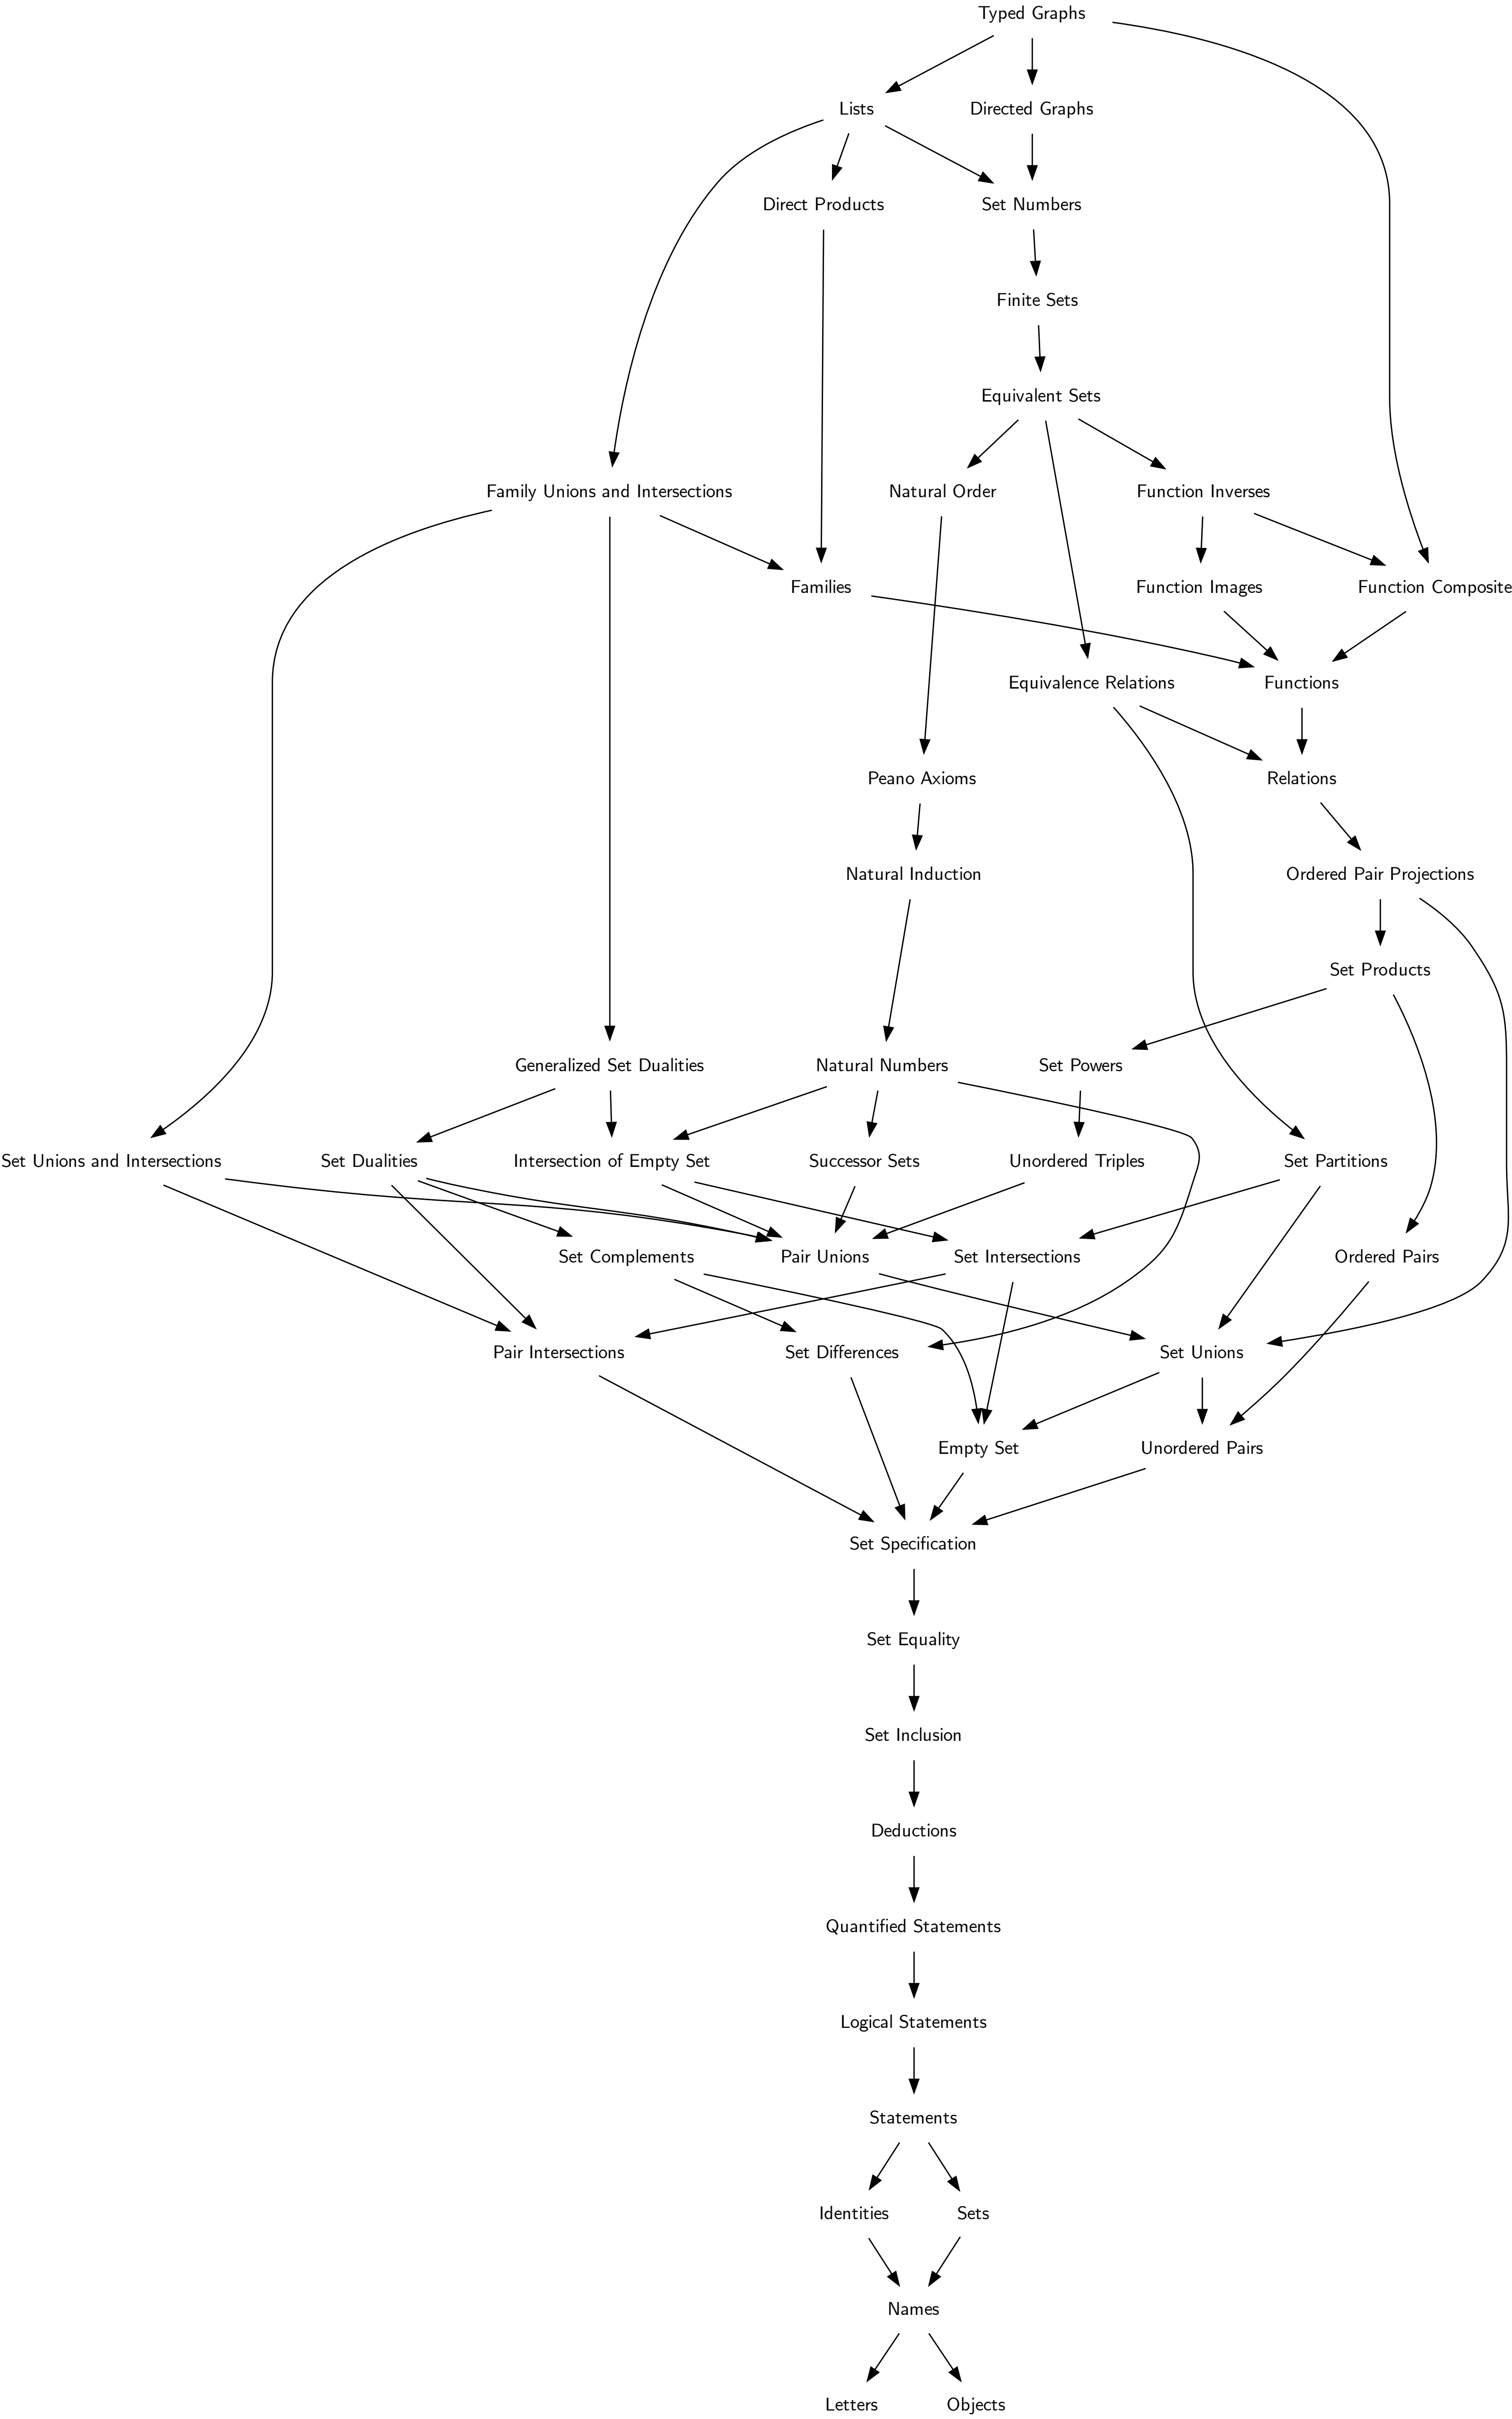 Typed Graphs
Lists
Directed Graphs
Direct Products
Set Numbers
Finite Sets
Equivalent Sets
Family Unions and Intersections
Natural Order
Function Inverses
Families
Function Images
Function Composite
Equivalence Relations
Functions
Peano Axioms
Relations
Natural Induction
Ordered Pair Projections
Set Products
Generalized Set Dualities
Natural Numbers
Set Powers
Set Unions and Intersections
Set Dualities
Intersection of Empty Set
Successor Sets
Unordered Triples
Set Partitions
Set Complements
Pair Unions
Set Intersections
Ordered Pairs
Pair Intersections
Set Differences
Set Unions
Empty Set
Unordered Pairs
Set Specification
Set Equality
Set Inclusion
Deductions
Quantified Statements
Logical Statements
Statements
Identities
Sets
Names
Letters
Objects